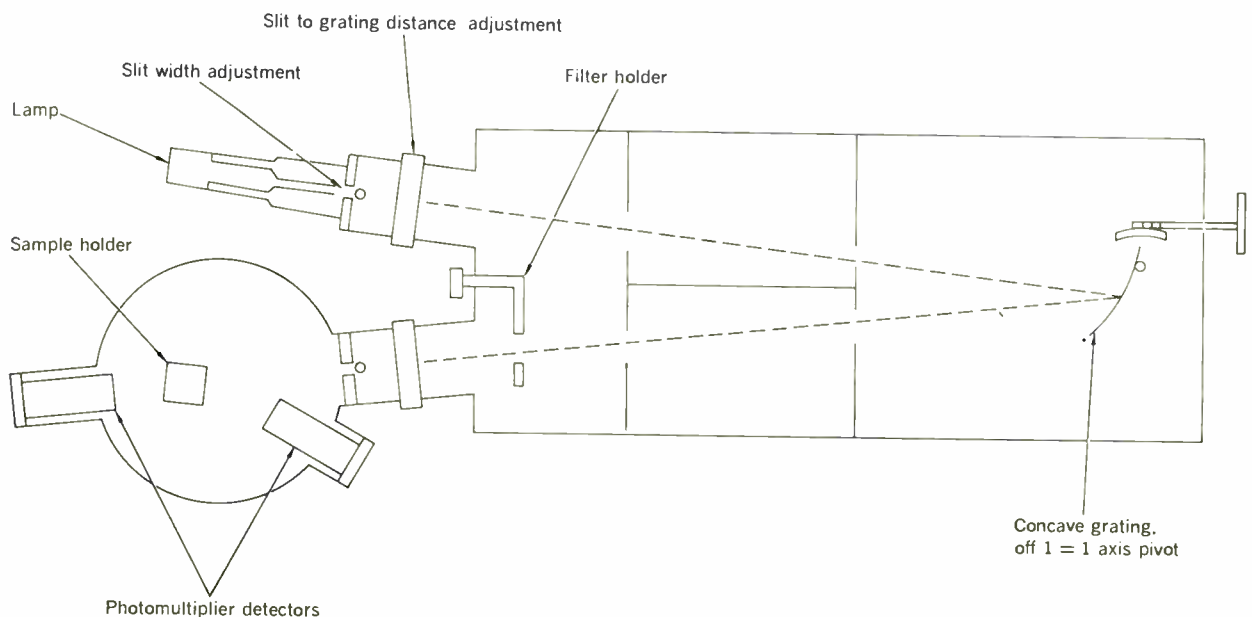 Slit to grating distance adjustment
Slit width adjustment
Filter holder
Lamp
Sample holder
Concave grating,
off 1 = 1 axis pivot
Photomultiplier detectors